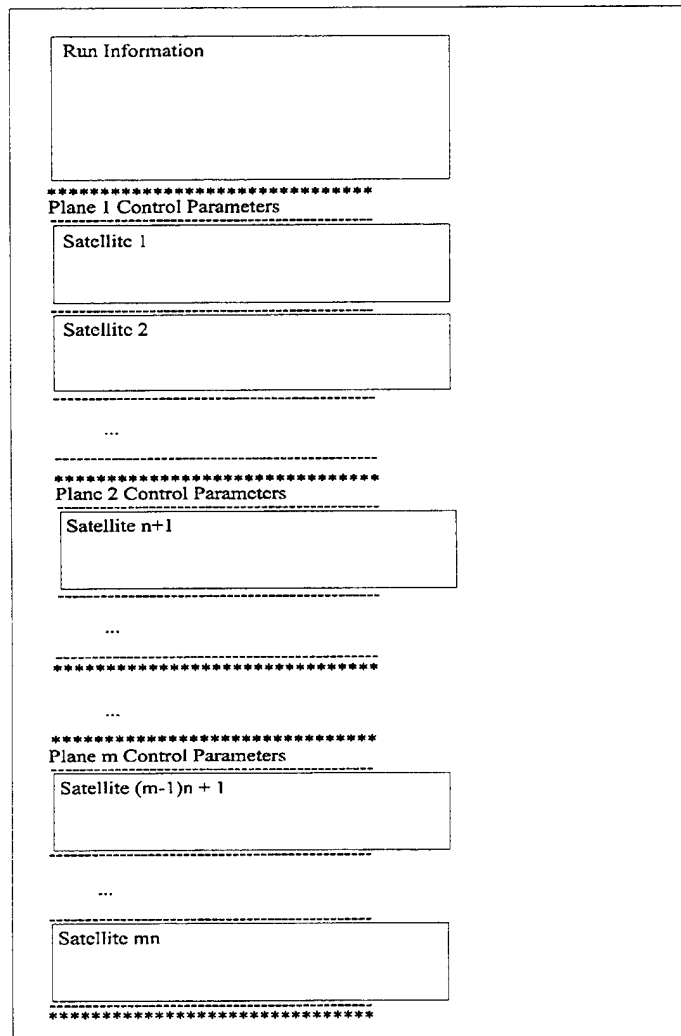 Run Information
******************************
Plane 1 Control Parameters
--------------------------------------------
Satellite 1
--------------------------------------------
Satellite 2
--------------------------------------------
...
--------------------------------------------
******************************
Plane 2 Control Parameters
--------------------------------------------
Satellite n+1
--------------------------------------------
...
--------------------------------------------
******************************
...
******************************
Plane m Control Parameters
--------------------------------------------
Satellite (m-1)n + 1
--------------------------------------------
...
--------------------------------------------
Satellite mn
--------------------------------------------
******************************